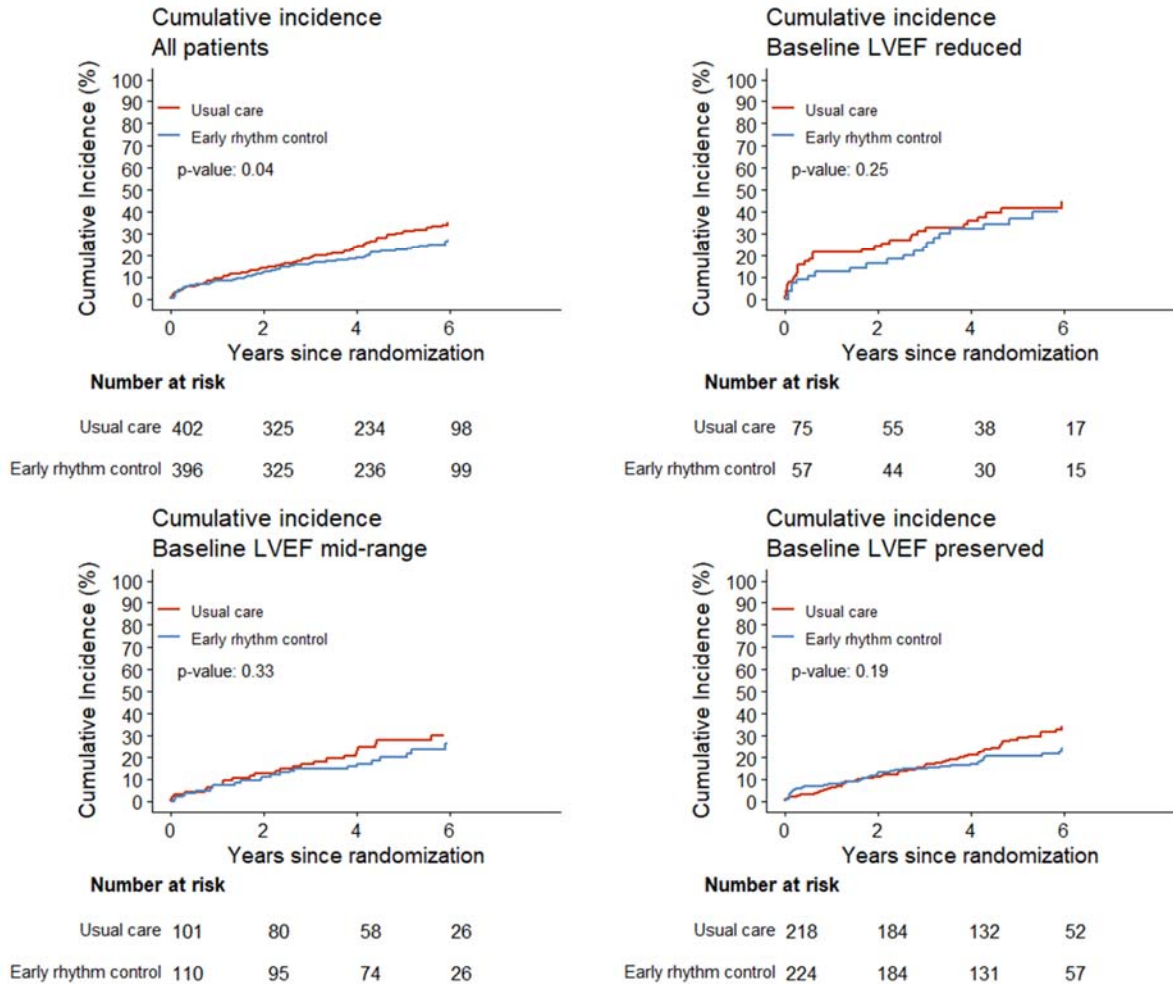 Cumulative incidence
All patients
Cumulative Incidence (%)
100
90
80
70
60
50
40
30
20
10
0
Usual care
Early rhythm control
p-value: 0.04
0 2 4 6
Years since randomization
Number at risk
Usual care 402 325 234 98
Early rhythm control 396 325 236 99
Cumulative incidence
Baseline LVEF reduced
Cumulative Incidence (%)
100
90
80
70
60
50
40
30
20
10
0
Usual care
Early rhythm control
p-value: 0.25
0 2 4 6
Years since randomization
Number at risk
Usual care 75 55 38 17
Early rhythm control 57 44 30 15
Cumulative incidence
Baseline LVEF mid-range
Cumulative Incidence (%)
100
90
80
70
60
50
40
30
20
10
0
Usual care
Early rhythm control
p-value: 0.33
0 2 4 6
Years since randomization
Number at risk
Usual care 101 80 58 26
Early rhythm control 110 95 74 26
Cumulative incidence
Baseline LVEF preserved
Cumulative Incidence (%)
100
90
80
70
60
50
40
30
20
10
0
Usual care
Early rhythm control
p-value: 0.19
0 2 4 6
Years since randomization
Number at risk
Usual care 218 184 132 52
Early rhythm control 224 184 131 57